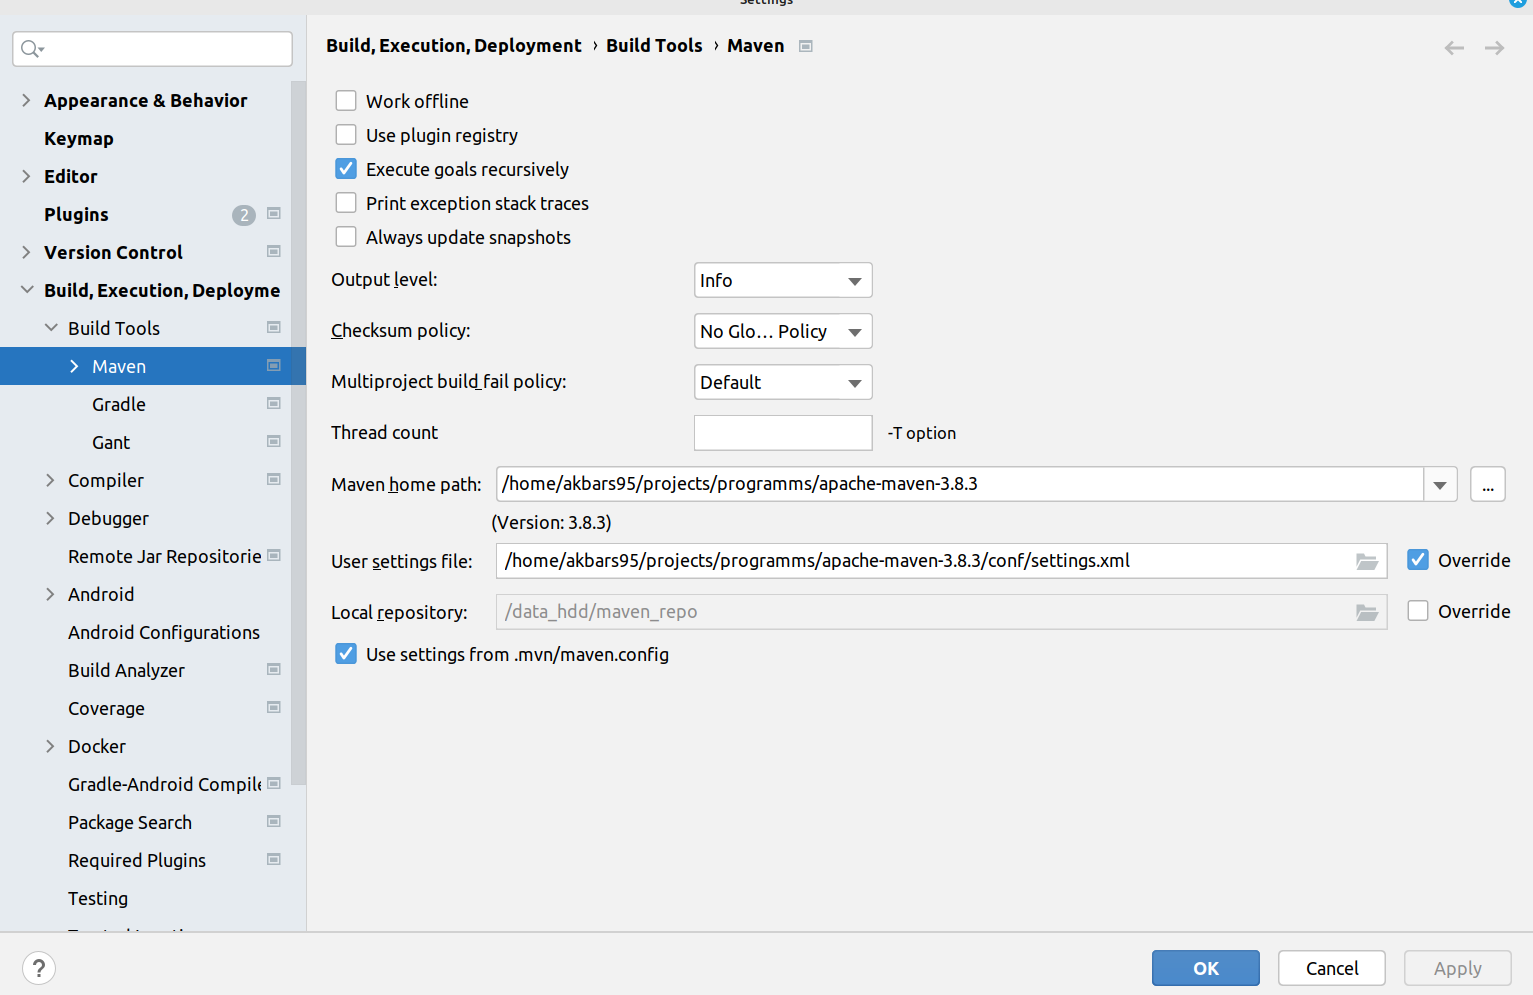 Settings
Appearance & Behavior
Keymap
Editor
Plugins 2
Version Control
Build, Execution, Deployme
Build Tools
Maven
Gradle
Gant
Compiler
Debugger
Remote Jar Repositorie
Android
Android Configurations
Build Analyzer
Coverage
Docker
Gradle-Android Compile
Package Search
Required Plugins
Testing
Build, Execution, Deployment › Build Tools › Maven
Work offline
Use plugin registry
Execute goals recursively
Print exception stack traces
Always update snapshots
Output level: Info
Checksum policy: No Glo... Policy
Multiproject build fail policy: Default
Thread count -T option
Maven home path: /home/akbars95/projects/programms/apache-maven-3.8.3 ...
(Version: 3.8.3)
User settings file: /home/akbars95/projects/programms/apache-maven-3.8.3/conf/settings.xml Override
Local repository: /data_hdd/maven_repo Override
Use settings from .mvn/maven.config
? OK Cancel Apply